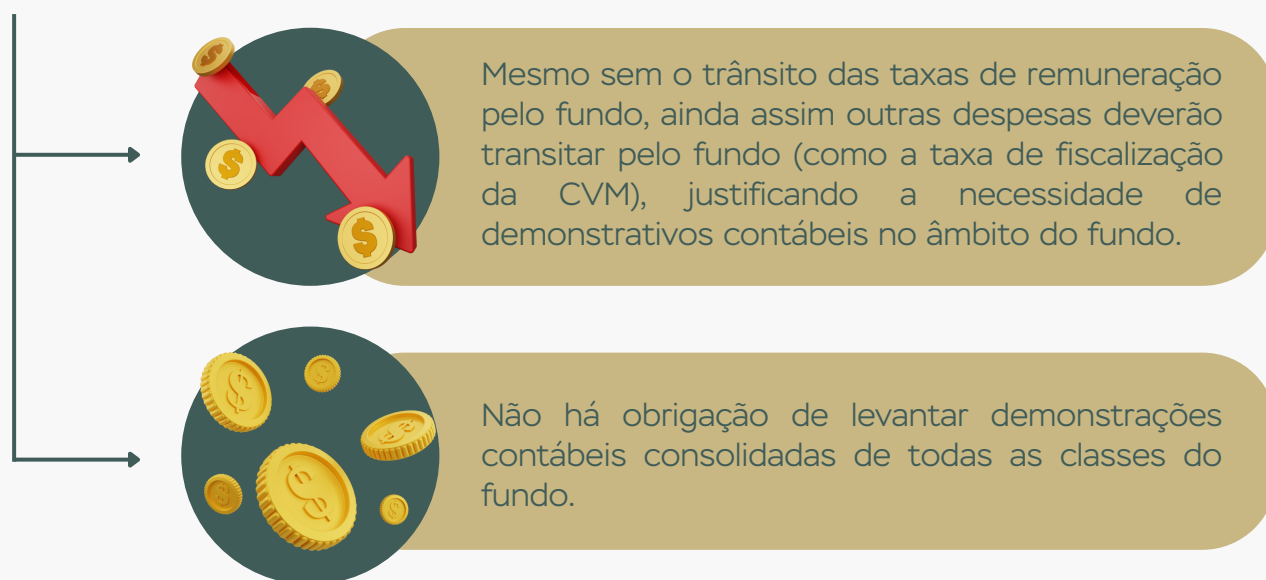 Mesmo sem o trânsito das taxas de remuneração
pelo fundo, ainda assim outras despesas deverão
transitar pelo fundo (como a taxa de fiscalização
da CVM), justificando a necessidade de
demonstrativos contábeis no âmbito do fundo.
Não há obrigação de levantar demonstrações
contábeis consolidadas de todas as classes do
fundo.